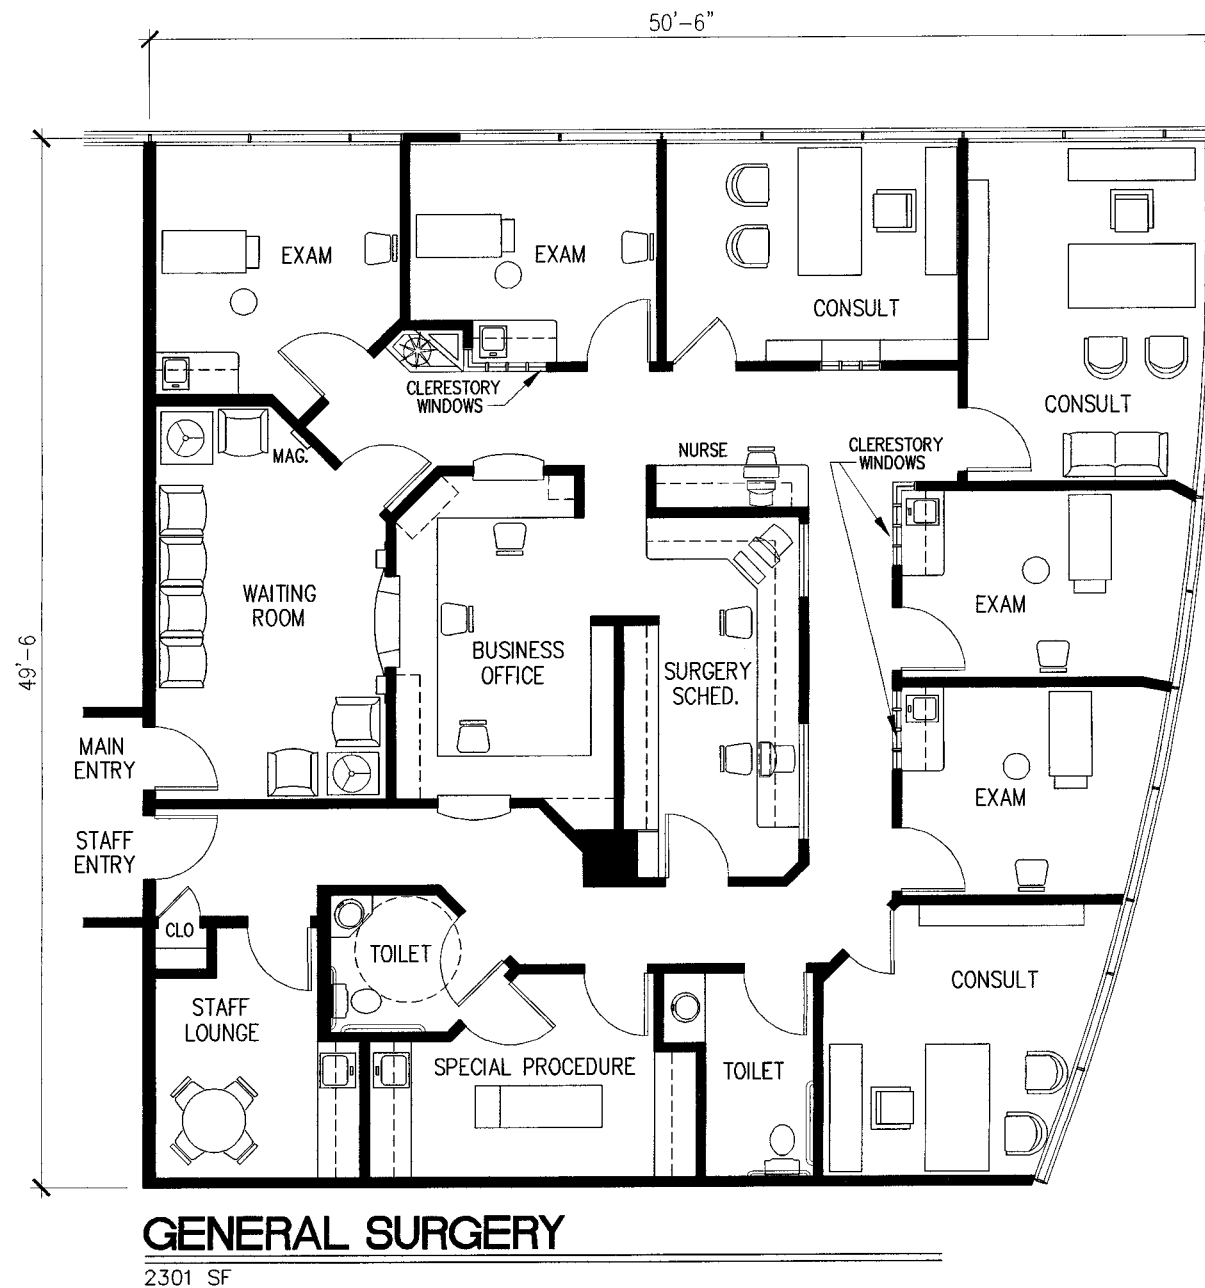 50'-6"
EXAM
EXAM
CONSULT
CONSULT
CLERESTORY
WINDOWS
MAG.
NURSE
CLERESTORY
WINDOWS
49'-6
WAITING
ROOM
BUSINESS
OFFICE
SURGERY
SCHED.
EXAM
MAIN
ENTRY
EXAM
STAFF
ENTRY
CLO
TOILET
CONSULT
STAFF
LOUNGE
SPECIAL PROCEDURE
TOILET
GENERAL SURGERY
2301 SF